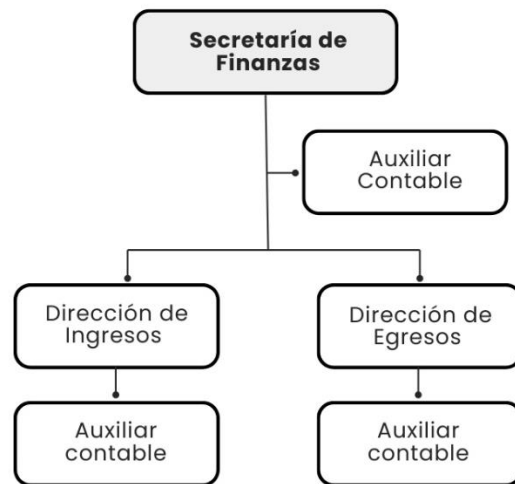 Secretaría de
Finanzas
Auxiliar
Contable
Dirección de
Ingresos
Dirección de
Egresos
Auxiliar
contable
Auxiliar
contable